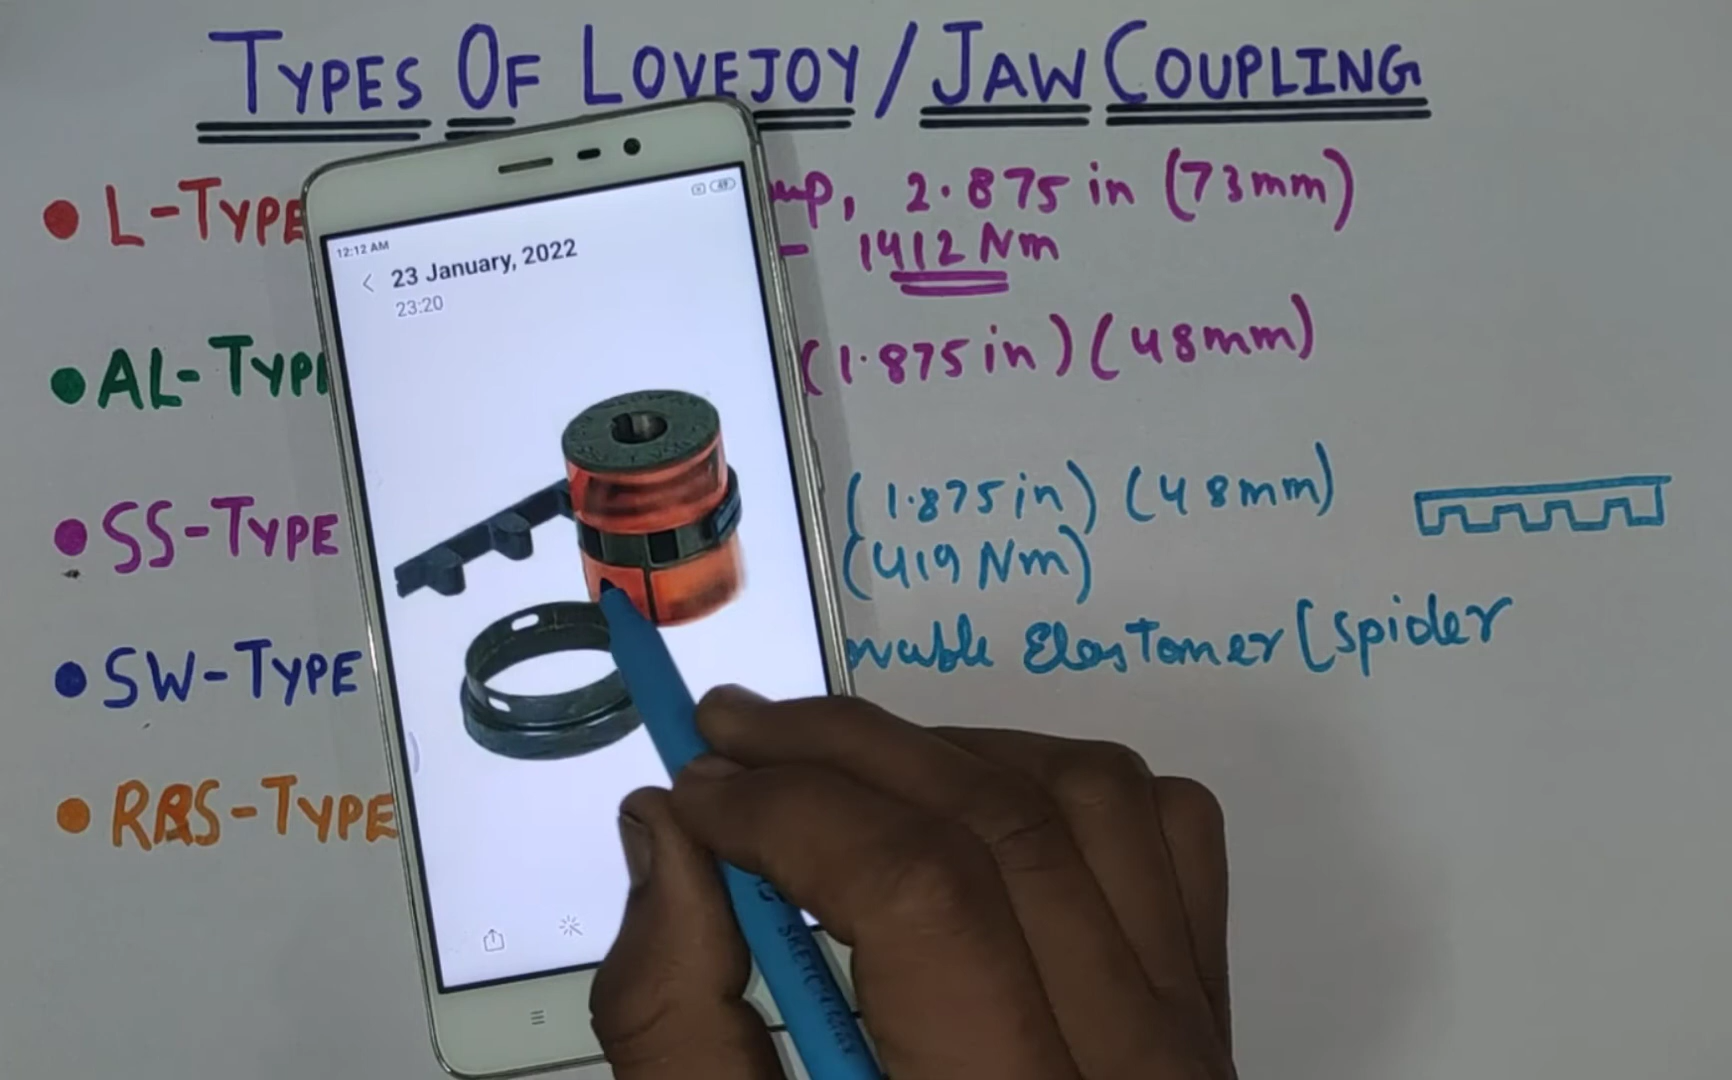 TYPES OF LOVEJOY / JAW COUPLING
L-TYPE
2.875 in (73mm)
1412 Nm
AL-TYPE
(1.875 in) (48mm)
SS-TYPE
(1.875 in) (48mm)
(419 Nm)
SW-TYPE
Elastomer (spider
RRS-TYPE
12:12 AM
49
23 January, 2022
23:20
SKETCH